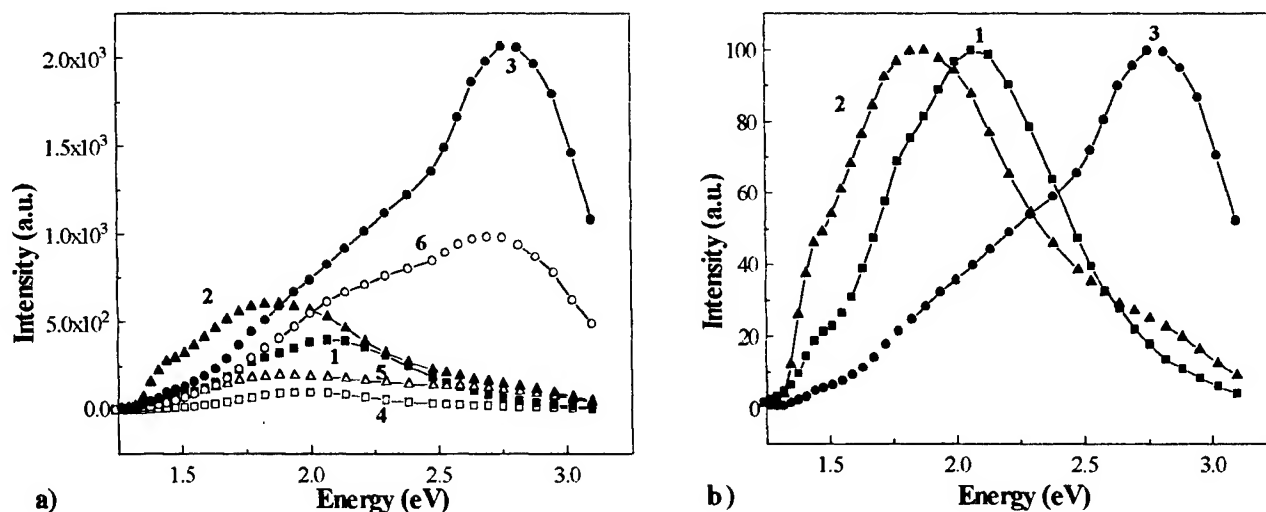 2.0x10³
1.5x10³
1.0x10³
5.0x10²
0.0
Intensity (a.u.)
3
6
2
1
5
4
1.5 2.0 2.5 3.0
a) Energy (eV)
100
80
60
40
20
0
Intensity (a.u.)
1
3
2
1.5 2.0 2.5 3.0
b) Energy (eV)